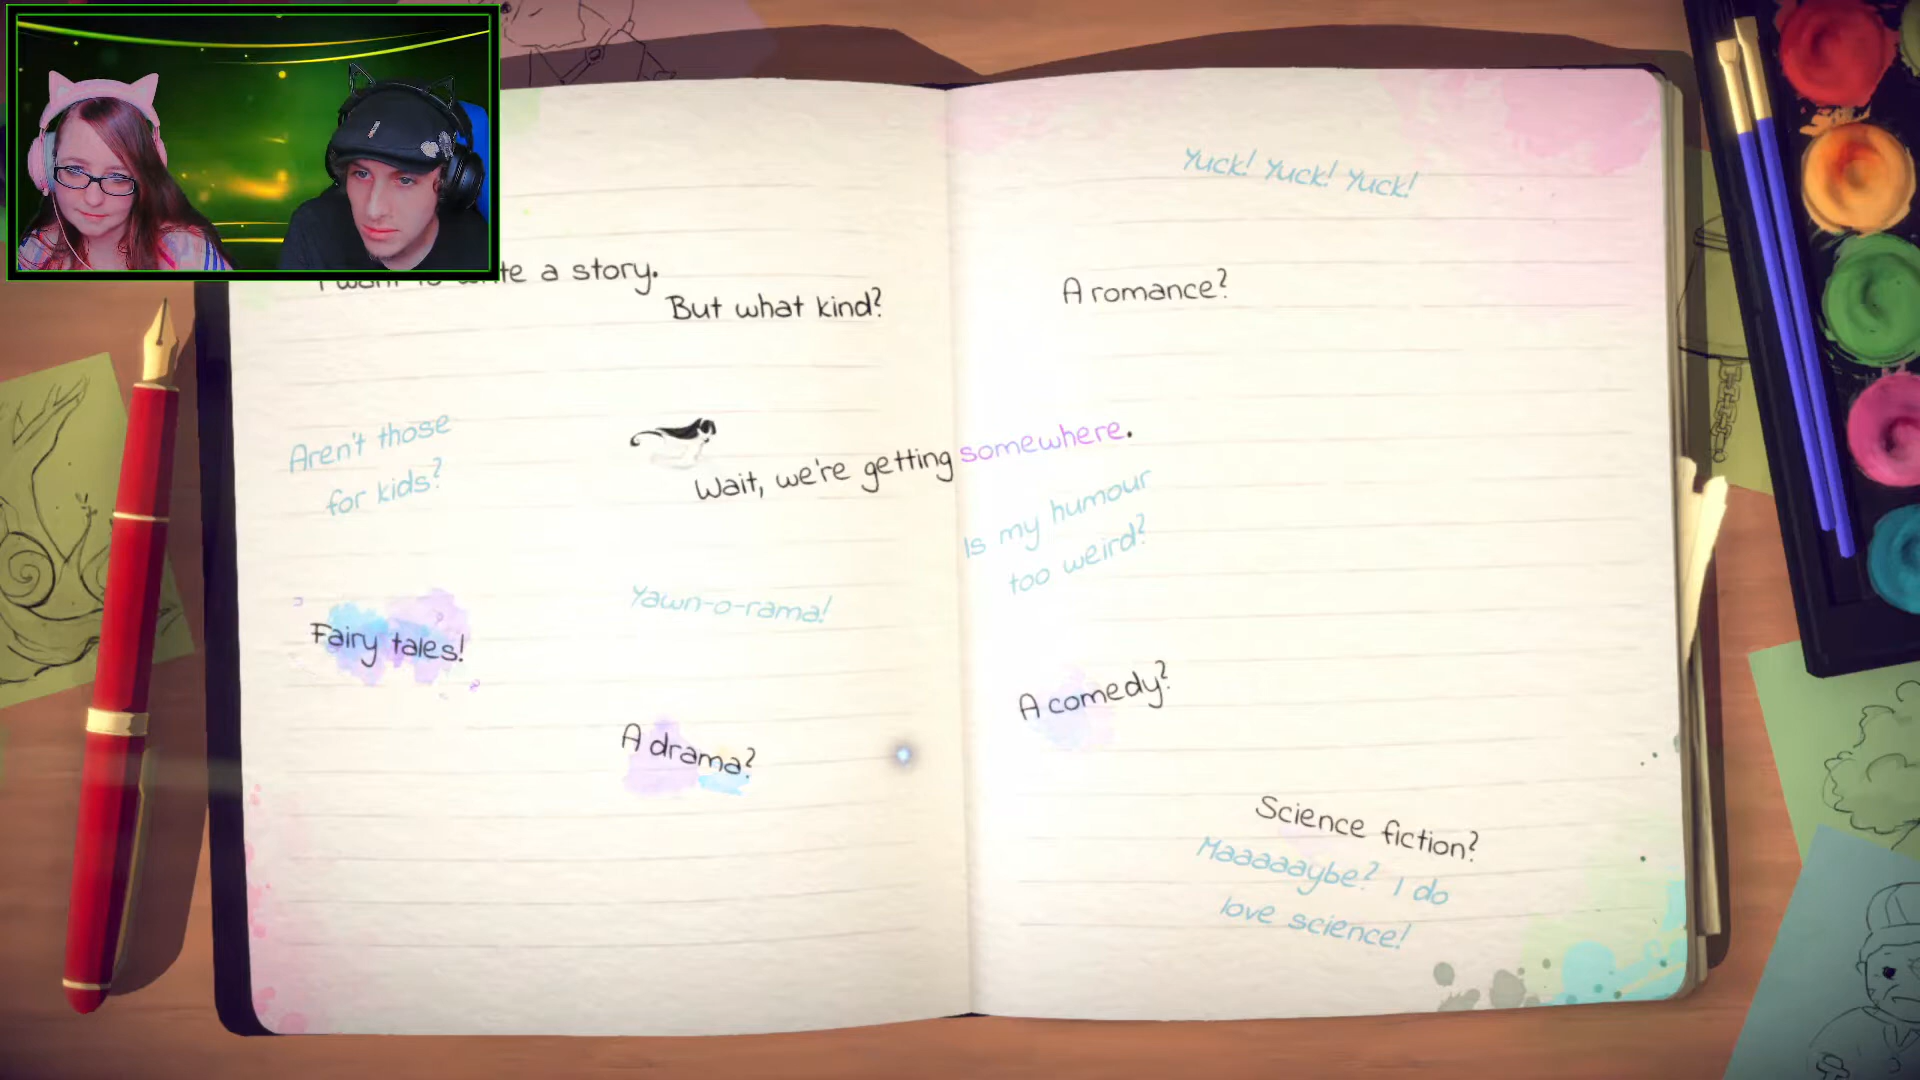 a story.
But what kind?
Aren't those
for kids?
Wait, we're getting somewhere.
Fairy tales!
Yawn-o-rama!
A drama?
Yuck! Yuck! Yuck!
A romance?
Is my humour
too weird?
A comedy?
Science fiction?
Maaaaaybe? I do
love science!